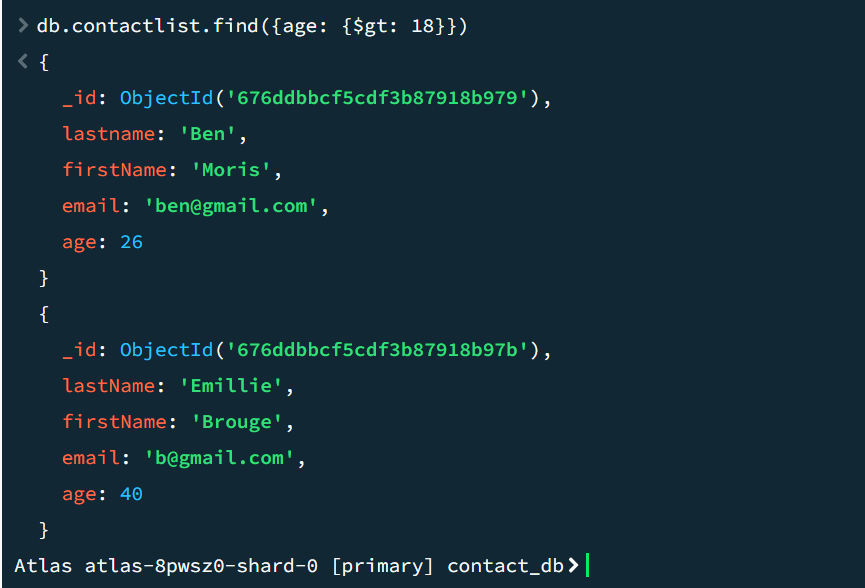 > db.contactlist.find({age: {$gt: 18}})
< {
_id: ObjectId('676ddbbcf5cdf3b87918b979'),
lastname: 'Ben',
firstName: 'Moris',
email: 'ben@gmail.com',
age: 26
}
{
_id: ObjectId('676ddbbcf5cdf3b87918b97b'),
lastName: 'Emillie',
firstName: 'Brouge',
email: 'b@gmail.com',
age: 40
}
Atlas atlas-8pwsz0-shard-0 [primary] contact_db>